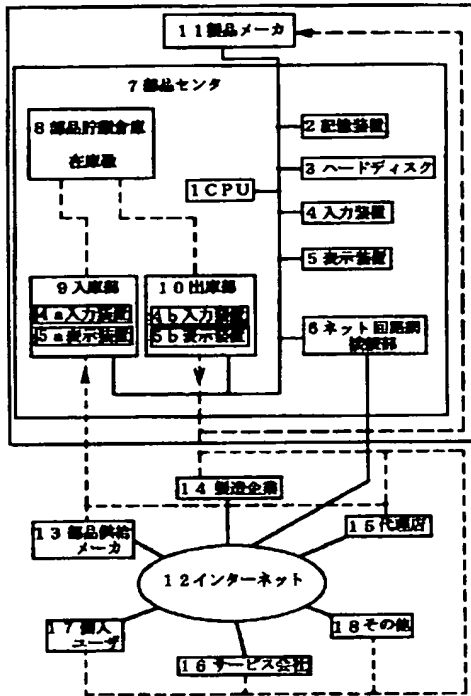 11製品メーカ
7部品センタ
8部品貯蔵倉庫
在庫数
2記憶装置
3ハードディスク
1CPU
4入力装置
5表示装置
9入庫部
4a入力装置
5a表示装置
10出庫部
4b入力装置
5b表示装置
6ネット回路網
接続部
14製造企業
13部品供給
メーカ
15代理店
12インターネット
17個人
ユーザ
18その他
16サービス会社